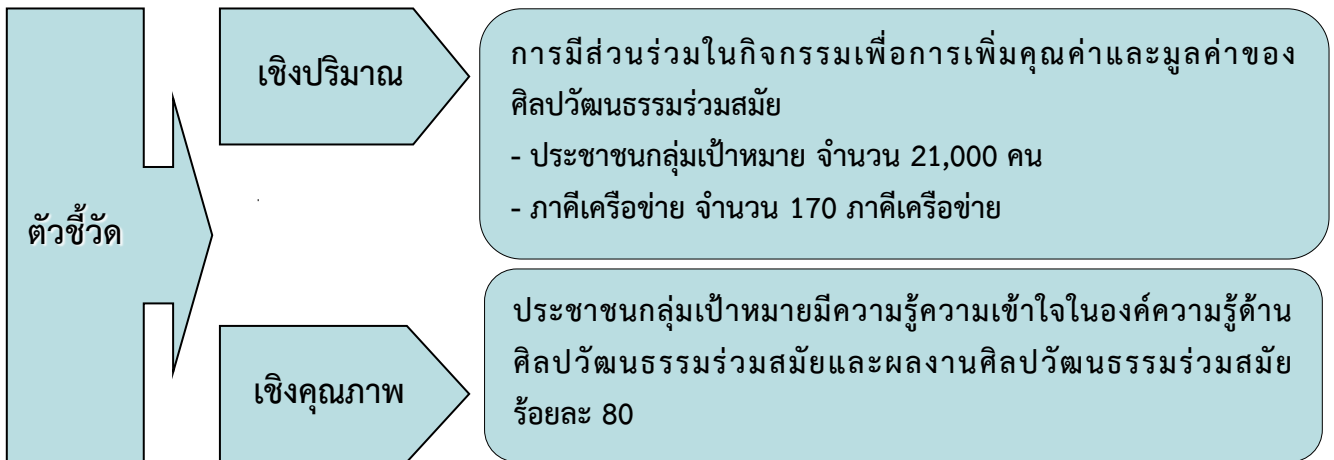 ตัวชี้วัด
เชิงปริมาณ
การมีส่วนร่วมในกิจกรรมเพื่อการเพิ่มคุณค่าและมูลค่าของ
ศิลปวัฒนธรรมร่วมสมัย
- ประชาชนกลุ่มเป้าหมาย จำนวน 21,000 คน
- ภาคีเครือข่าย จำนวน 170 ภาคีเครือข่าย
เชิงคุณภาพ
ประชาชนกลุ่มเป้าหมายมีความรู้ความเข้าใจในองค์ความรู้ด้าน
ศิลปวัฒนธรรมร่วมสมัยและผลงานศิลปวัฒนธรรมร่วมสมัย
ร้อยละ 80